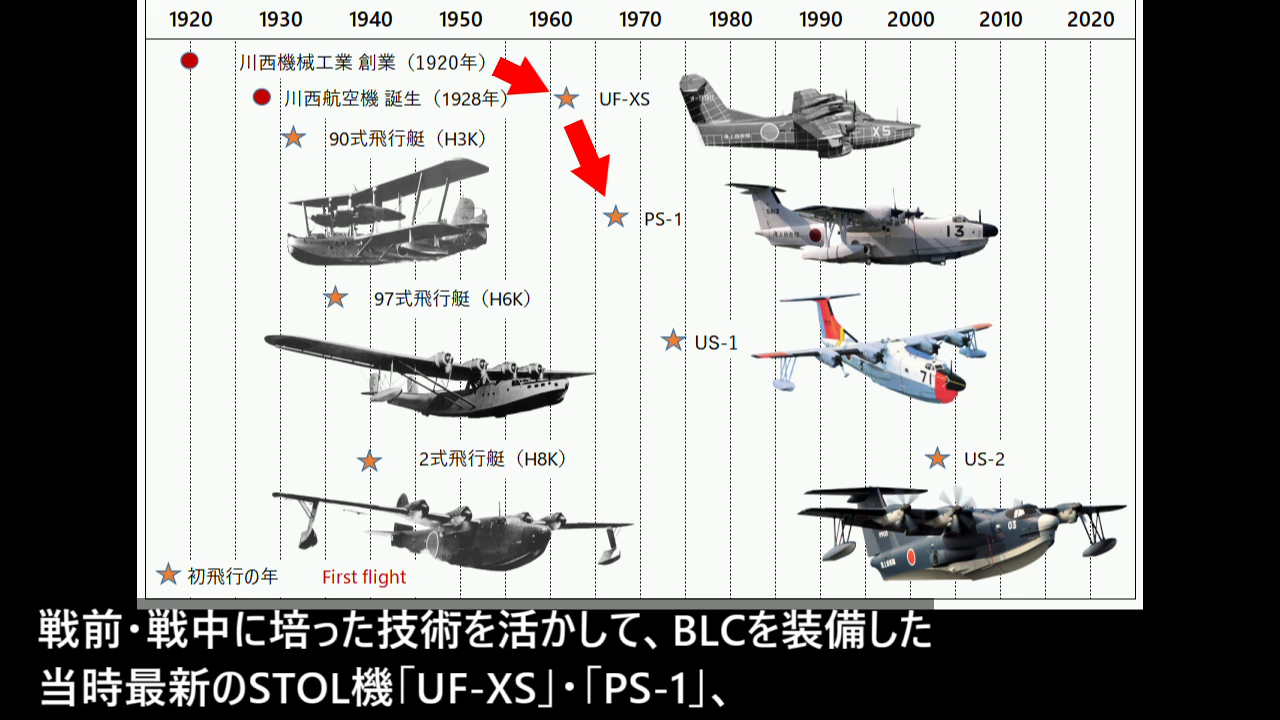 1920 1930 1940 1950 1960 1970 1980 1990 2000 2010 2020
川西機械工業 創業（1920年）
川西航空機 誕生（1928年）
UF-XS
XS
90式飛行艇（H3K）
PS-1
13
97式飛行艇（H6K）
US-1
71
2式飛行艇（H8K）
US-2
03
初飛行の年 First flight
戦前・戦中に培った技術を活かして、BLCを装備した
当時最新のSTOL機「UF-XS」・「PS-1」、